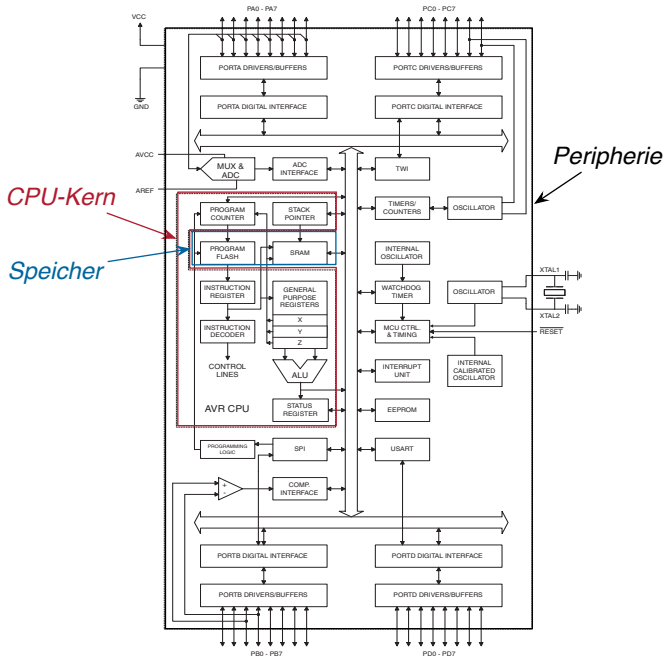 PA0 - PA7
PC0 - PC7
VCC
GND
PORTA DRIVERS/BUFFERS
PORTC DRIVERS/BUFFERS
PORTA DIGITAL INTERFACE
PORTC DIGITAL INTERFACE
AVCC
AREF
MUX &
ADC
ADC
INTERFACE
TWI
Peripherie
CPU-Kern
Speicher
PROGRAM
COUNTER
STACK
POINTER
TIMERS/
COUNTERS
OSCILLATOR
PROGRAM
FLASH
SRAM
INTERNAL
OSCILLATOR
INSTRUCTION
REGISTER
GENERAL
PURPOSE
REGISTERS
X
Y
Z
WATCHDOG
TIMER
OSCILLATOR
XTAL1
XTAL2
RESET
INSTRUCTION
DECODER
MCU CTRL.
& TIMING
CONTROL
LINES
ALU
INTERRUPT
UNIT
INTERNAL
CALIBRATED
OSCILLATOR
AVR CPU
STATUS
REGISTER
EEPROM
PROGRAMMING
LOGIC
SPI
USART
+
-
COMP.
INTERFACE
PORTB DIGITAL INTERFACE
PORTD DIGITAL INTERFACE
PORTB DRIVERS/BUFFERS
PORTD DRIVERS/BUFFERS
PB0 - PB7
PD0 - PD7